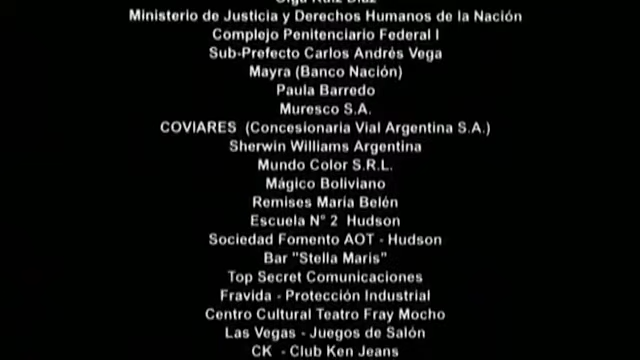 Olga Ruiz Díaz
Ministerio de Justicia y Derechos Humanos de la Nación
Complejo Penitenciario Federal I
Sub-Prefecto Carlos Andrés Vega
Mayra (Banco Nación)
Paula Barredo
Muresco S.A.
COVIARES (Concesionaria Vial Argentina S.A.)
Sherwin Williams Argentina
Mundo Color S.R.L.
Mágico Boliviano
Remises María Belén
Escuela N° 2 Hudson
Sociedad Fomento AOT - Hudson
Bar "Stella Maris"
Top Secret Comunicaciones
Fravida - Protección Industrial
Centro Cultural Teatro Fray Mocho
Las Vegas - Juegos de Salón
CK - Club Ken Jeans